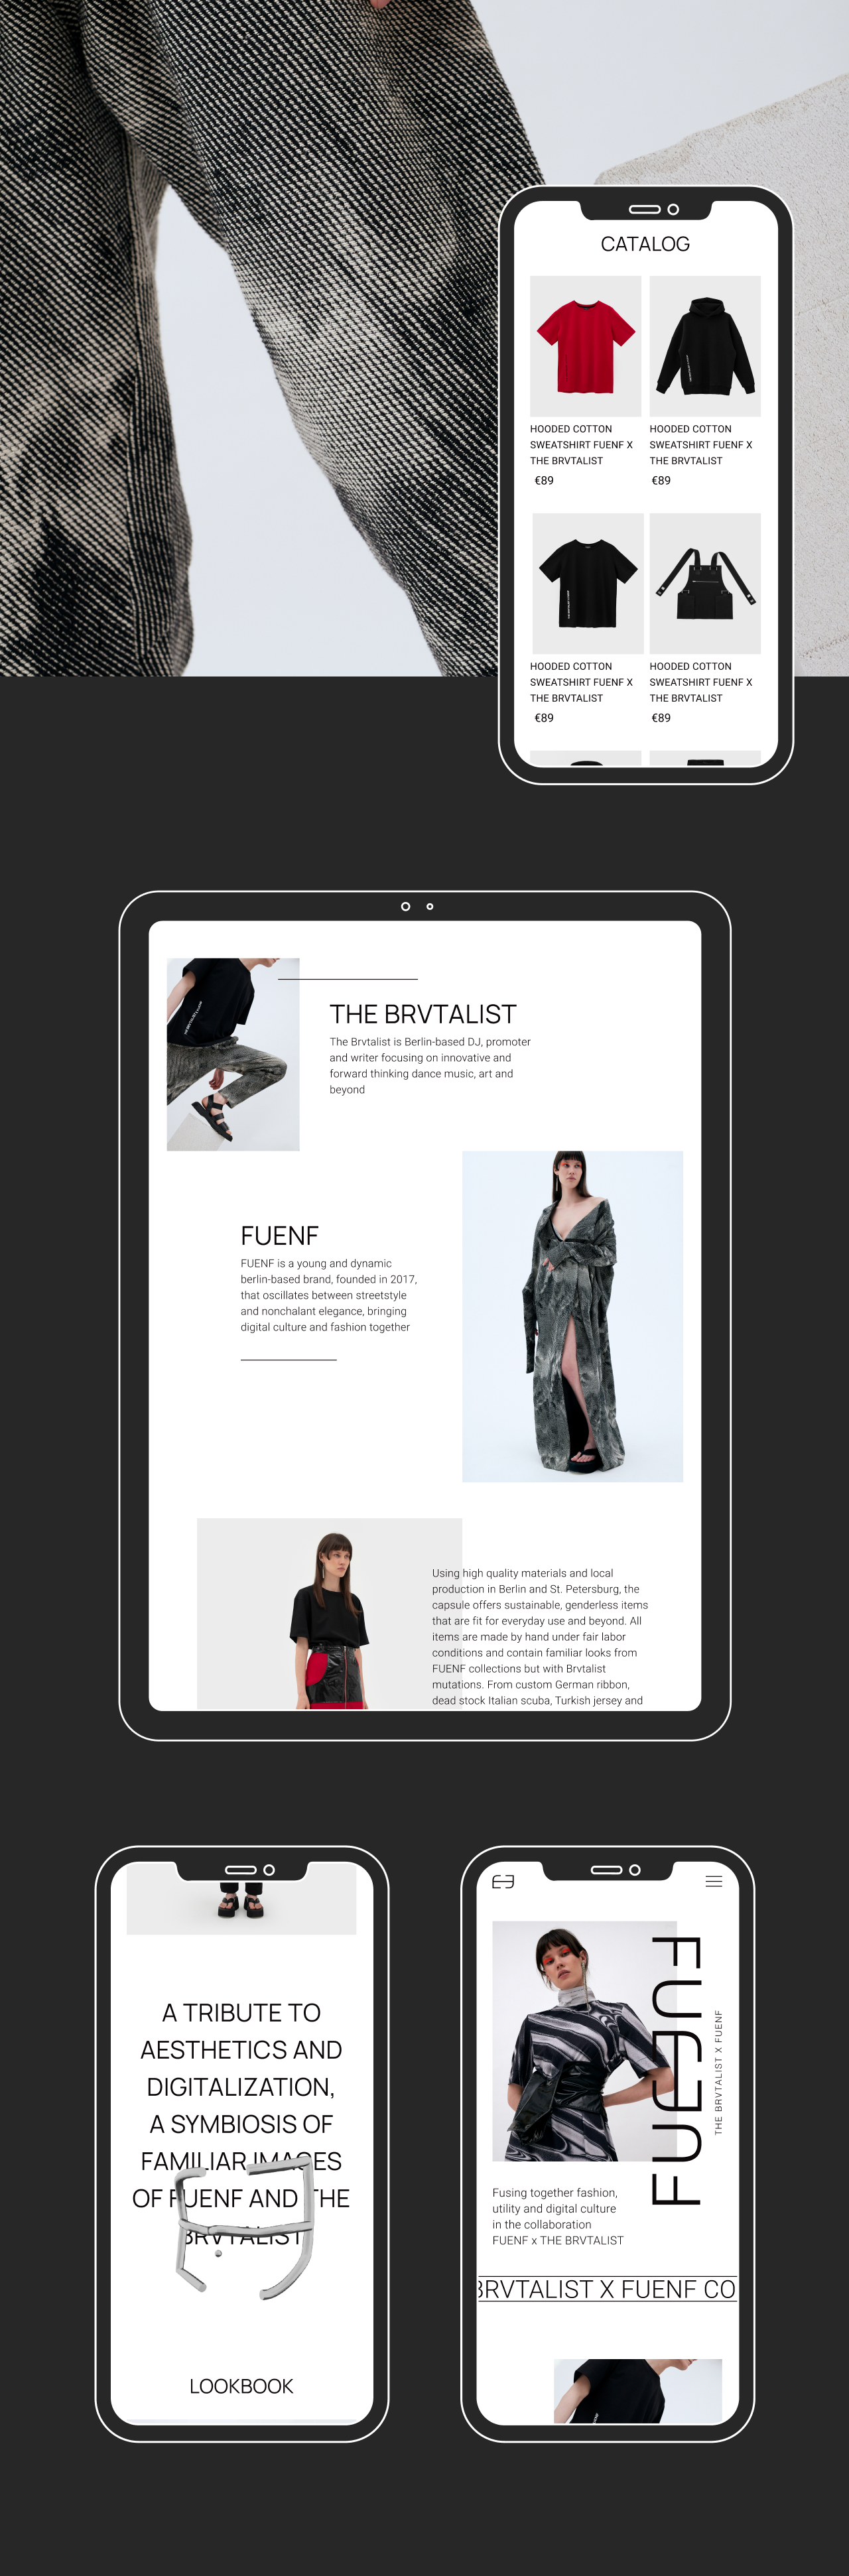 CATALOG
HOODED COTTON
SWEATSHIRT FUENF X
THE BRVTALIST
€89
HOODED COTTON
SWEATSHIRT FUENF X
THE BRVTALIST
€89
HOODED COTTON
SWEATSHIRT FUENF X
THE BRVTALIST
€89
HOODED COTTON
SWEATSHIRT FUENF X
THE BRVTALIST
€89
THE BRVTALIST
The Brvtalist is Berlin-based DJ, promoter
and writer focusing on innovative and
forward thinking dance music, art and
beyond
FUENF
FUENF is a young and dynamic
berlin-based brand, founded in 2017,
that oscillates between streetstyle
and nonchalant elegance, bringing
digital culture and fashion together
Using high quality materials and local
production in Berlin and St. Petersburg, the
capsule offers sustainable, genderless items
that are fit for everyday use and beyond. All
items are made by hand under fair labor
conditions and contain familiar looks from
FUENF collections but with Brvtalist
mutations. From custom German ribbon,
dead stock Italian scuba, Turkish jersey and
A TRIBUTE TO
AESTHETICS AND
DIGITALIZATION,
A SYMBIOSIS OF
FAMILIAR IMAGES
OF FUENF AND THE
BRVTALIST
LOOKBOOK
FUENF
THE BRVTALIST X FUENF
Fusing together fashion,
utility and digital culture
in the collaboration
FUENF x THE BRVTALIST
BRVTALIST X FUENF CO